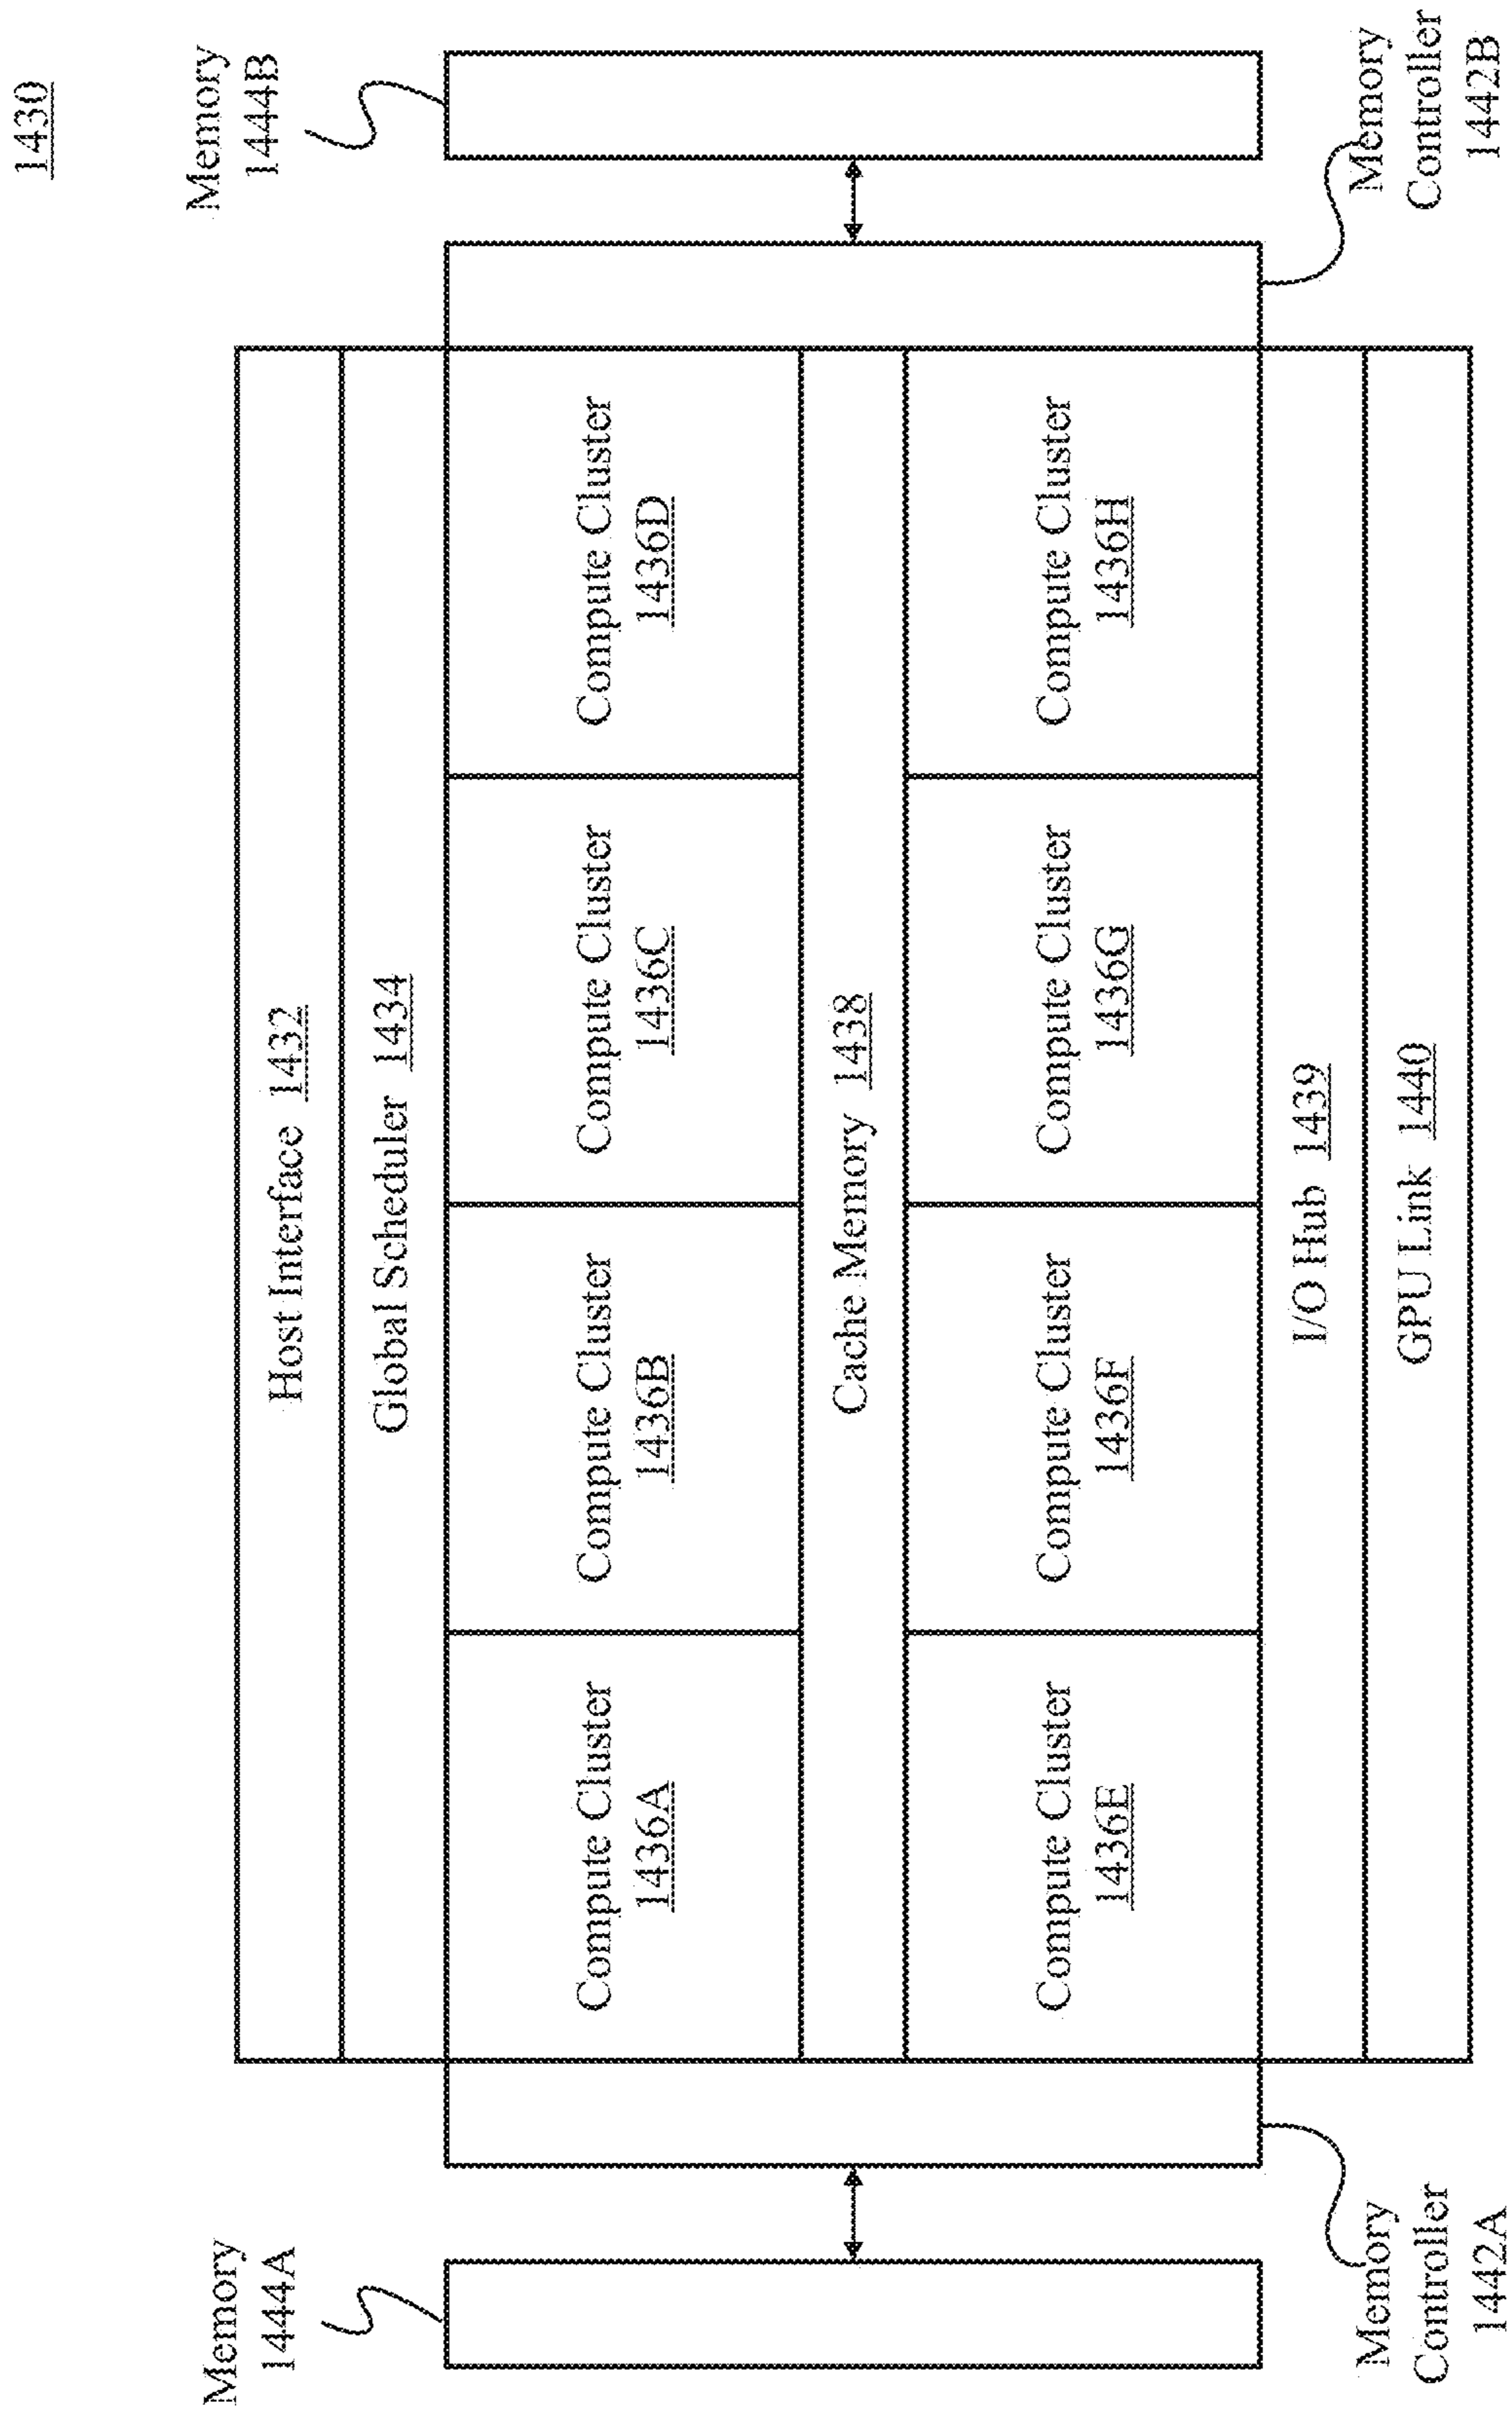 1430
Memory
1444B
Memory
Controller
1442B
Host Interface 1432
Global Scheduler 1434
Compute Cluster
1436A
Compute Cluster
1436B
Compute Cluster
1436C
Compute Cluster
1436D
Cache Memory 1438
Compute Cluster
1436E
Compute Cluster
1436F
Compute Cluster
1436G
Compute Cluster
1436H
I/O Hub 1439
GPU Link 1440
Memory
1444A
Memory
Controller
1442A